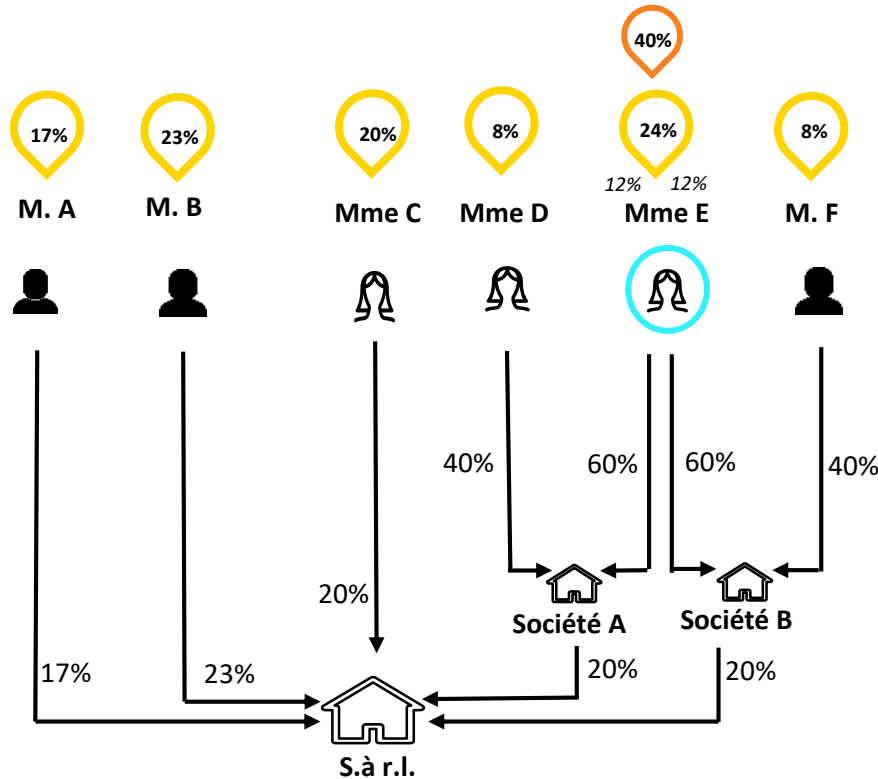 40%
17% 23% 20% 8% 24% 8%
12% 12%
M. A M. B Mme C Mme D Mme E M. F
40% 60% 60% 40%
20%
Société A Société B
17% 23% 20% 20%
S.à r.l.